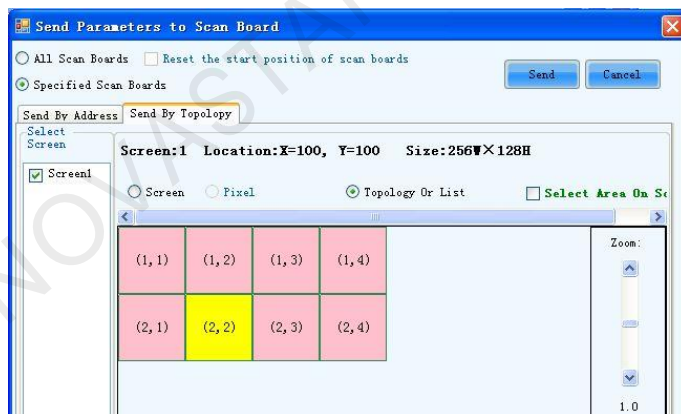 Send Parameters to Scan Board
All Scan Boards Reset the start position of scan boards
Specified Scan Boards
Send Cancel
Send By Address Send By Topolopy
Select Screen
Screen1
Screen:1 Location:X=100, Y=100 Size:256W×128H
Screen Pixel Topology Or List Select Area On Sc
Zoom:
(1, 1) (1, 2) (1, 3) (1, 4)
(2, 1) (2, 2) (2, 3) (2, 4)
1.0
NOVASTAR